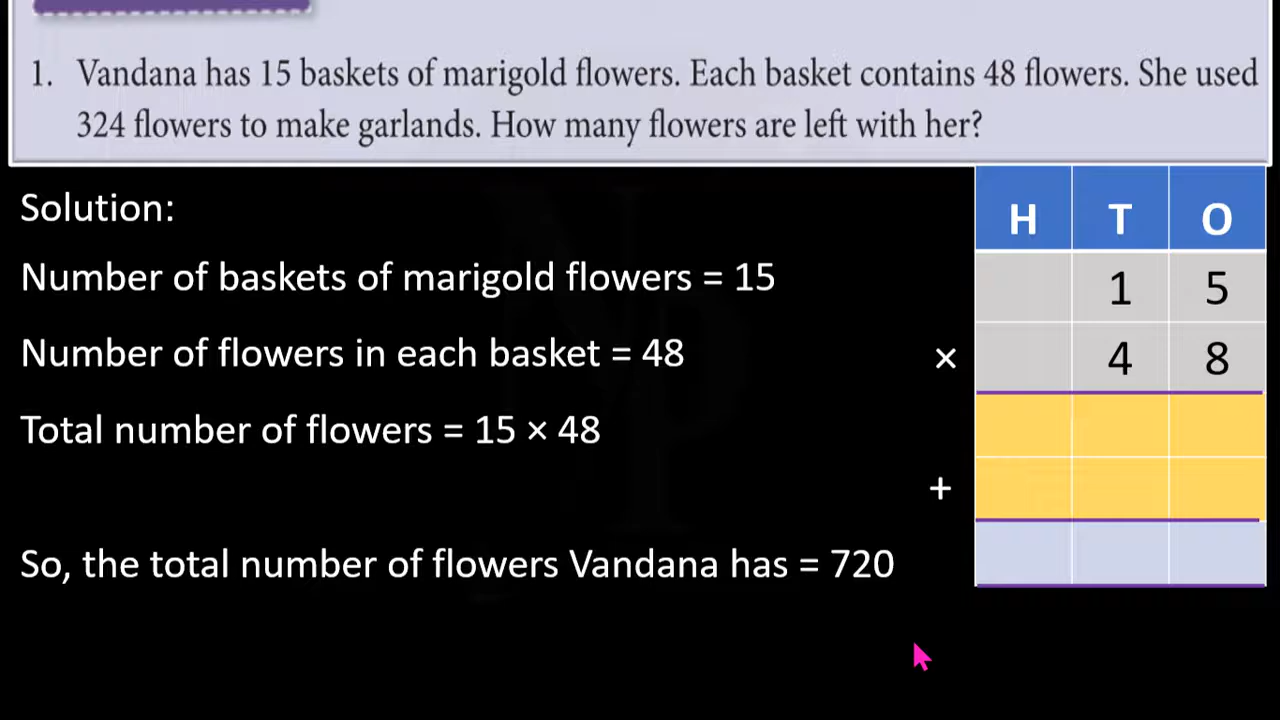 1. Vandana has 15 baskets of marigold flowers. Each basket contains 48 flowers. She used
324 flowers to make garlands. How many flowers are left with her?
Solution:
H T O
Number of baskets of marigold flowers = 15
1 5
Number of flowers in each basket = 48
× 4 8
Total number of flowers = 15 × 48
+
So, the total number of flowers Vandana has = 720